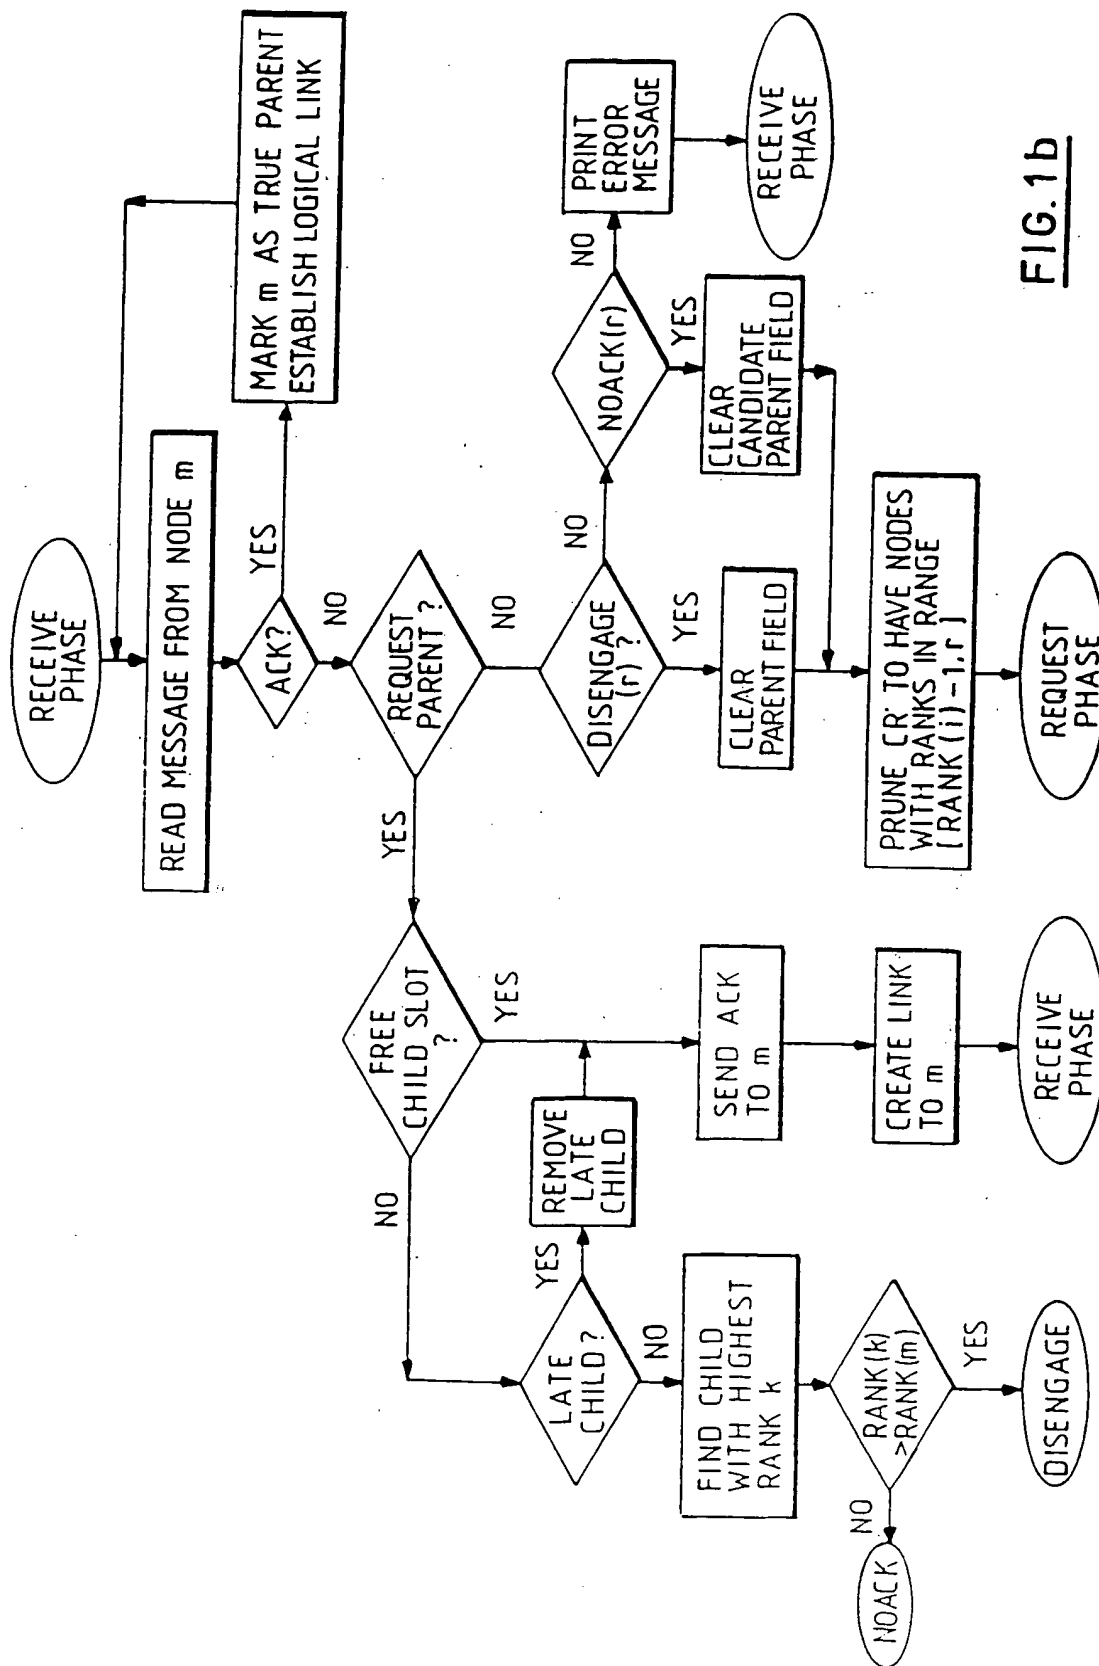 RECEIVE
PHASE
READ MESSAGE FROM NODE m
ACK?
YES
MARK m AS TRUE PARENT
ESTABLISH LOGICAL LINK
NO
REQUEST
PARENT ?
YES
NO
FREE
CHILD SLOT
?
NO
YES
LATE
CHILD?
YES
REMOVE
LATE
CHILD
NO
FIND CHILD
WITH HIGHEST
RANK k
RANK(k)
>RANK(m)
NO
NOACK
YES
DISENGAGE
SEND ACK
TO m
CREATE LINK
TO m
RECEIVE
PHASE
DISENGAGE
(r) ?
NO
YES
CLEAR
PARENT FIELD
NOACK(r)
NO
PRINT
ERROR
MESSAGE
RECEIVE
PHASE
YES
CLEAR
CANDIDATE
PARENT FIELD
PRUNE CR TO HAVE NODES
WITH RANKS IN RANGE
[RANK(i)-1,r]
REQUEST
PHASE
FIG.1b